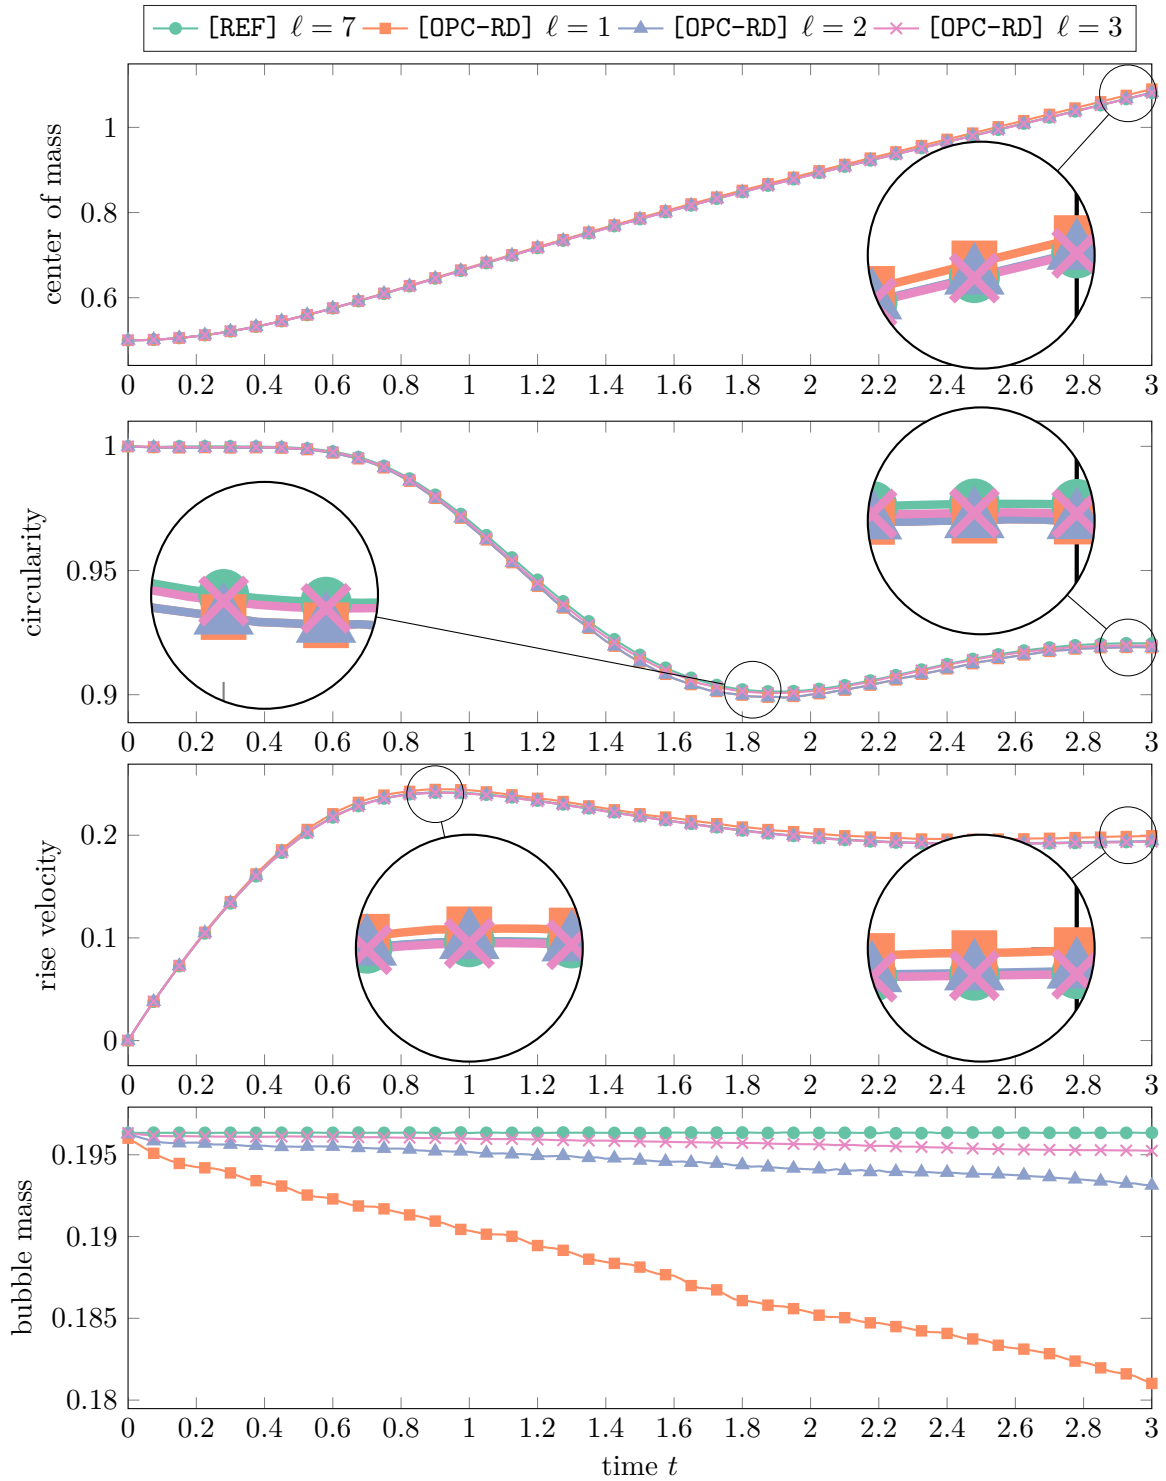 [REF] ℓ = 7 [OPC-RD] ℓ = 1 [OPC-RD] ℓ = 2 [OPC-RD] ℓ = 3
center of mass
1
0.8
0.6
0 0.2 0.4 0.6 0.8 1 1.2 1.4 1.6 1.8 2 2.2 2.4 2.6 2.8 3
circularity
1
0.95
0.9
0 0.2 0.4 0.6 0.8 1 1.2 1.4 1.6 1.8 2 2.2 2.4 2.6 2.8 3
rise velocity
0.2
0.1
0
0 0.2 0.4 0.6 0.8 1 1.2 1.4 1.6 1.8 2 2.2 2.4 2.6 2.8 3
bubble mass
0.195
0.19
0.185
0.18
0 0.2 0.4 0.6 0.8 1 1.2 1.4 1.6 1.8 2 2.2 2.4 2.6 2.8 3
time t